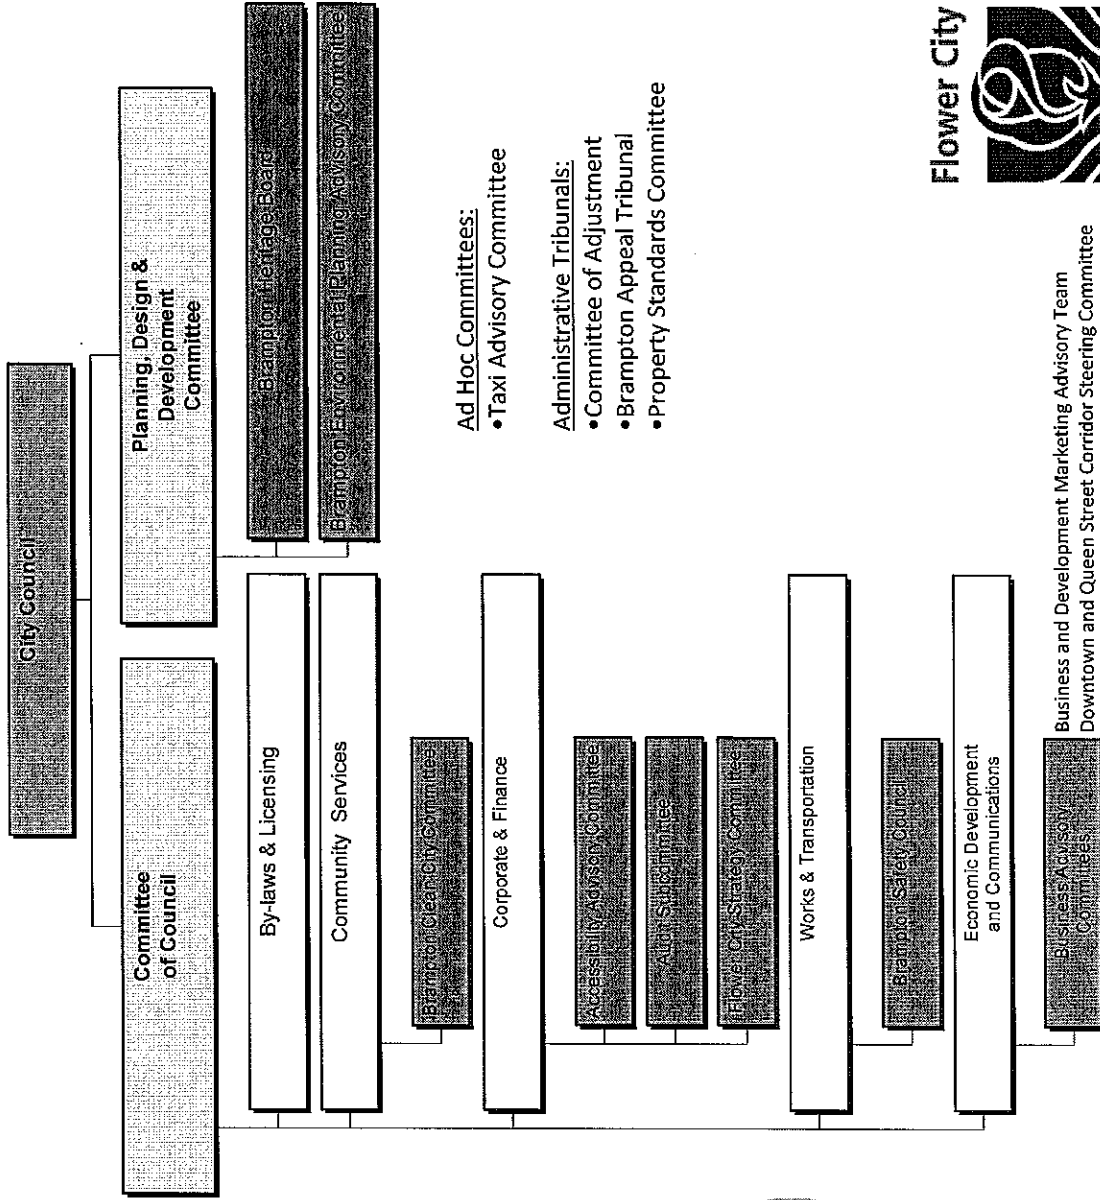 City Council
Committee
of Council
Planning, Design &
Development
Committee
By-laws & Licensing
Community Services
Brampton Clean City Committee
Corporate & Finance
Accessibility Advisory Committee
Audit Subcommittee
Flower City Strategy Committee
Works & Transportation
Brampton Safety Council
Economic Development
and Communications
Business Advisory
Committees
Business and Development Marketing Advisory Team
Downtown and Queen Street Corridor Steering Committee
Brampton Heritage Board
Brampton Environmental Planning Advisory Committee
Ad Hoc Committees:
•Taxi Advisory Committee
Administrative Tribunals:
•Committee of Adjustment
•Brampton Appeal Tribunal
•Property Standards Committee
Flower City